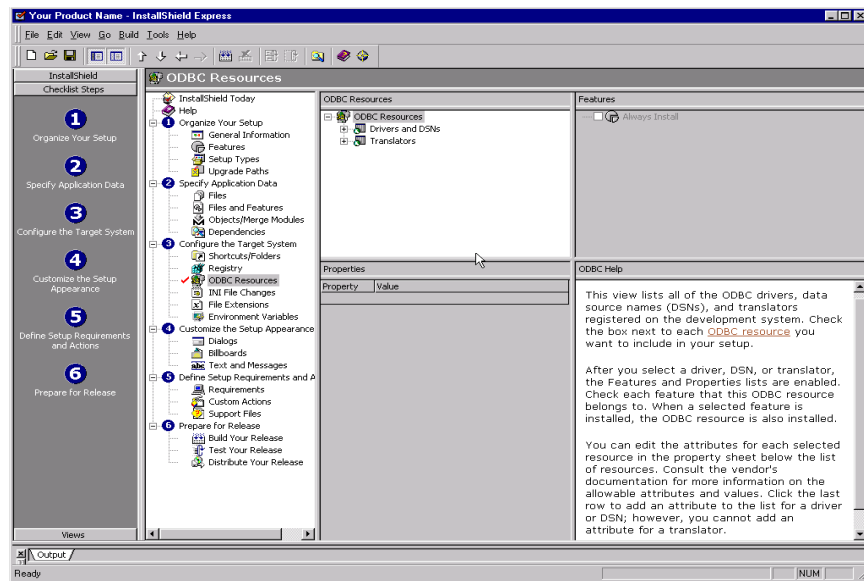 Your Product Name - InstallShield Express
File Edit View Go Build Tools Help
InstallShield
Checklist Steps
1
Organize Your Setup
2
Specify Application Data
3
Configure the Target System
4
Customize the Setup
Appearance
5
Define Setup Requirements
and Actions
6
Prepare for Release
Views
ODBC Resources
InstallShield Today
Help
1 Organize Your Setup
General Information
Features
Setup Types
Upgrade Paths
2 Specify Application Data
Files
Files and Features
Objects/Merge Modules
Dependencies
3 Configure the Target System
Shortcuts/Folders
Registry
ODBC Resources
INI File Changes
File Extensions
Environment Variables
4 Customize the Setup Appearance
Dialogs
Billboards
Text and Messages
5 Define Setup Requirements and A
Requirements
Custom Actions
Support Files
6 Prepare for Release
Build Your Release
Test Your Release
Distribute Your Release
ODBC Resources
ODBC Resources
Drivers and DSNs
Translators
Features
Always Install
Properties
Property Value
ODBC Help
This view lists all of the ODBC drivers, data
source names (DSNs), and translators
registered on the development system. Check
the box next to each ODBC resource you
want to include in your setup.
After you select a driver, DSN, or translator,
the Features and Properties lists are enabled.
Check each feature that this ODBC resource
belongs to. When a selected feature is
installed, the ODBC resource is also installed.
You can edit the attributes for each selected
resource in the property sheet below the list
of resources. Consult the vendor's
documentation for more information on the
allowable attributes and values. Click the last
row to add an attribute to the list for a driver
or DSN; however, you cannot add an
attribute for a translator.
Output
Ready
NUM